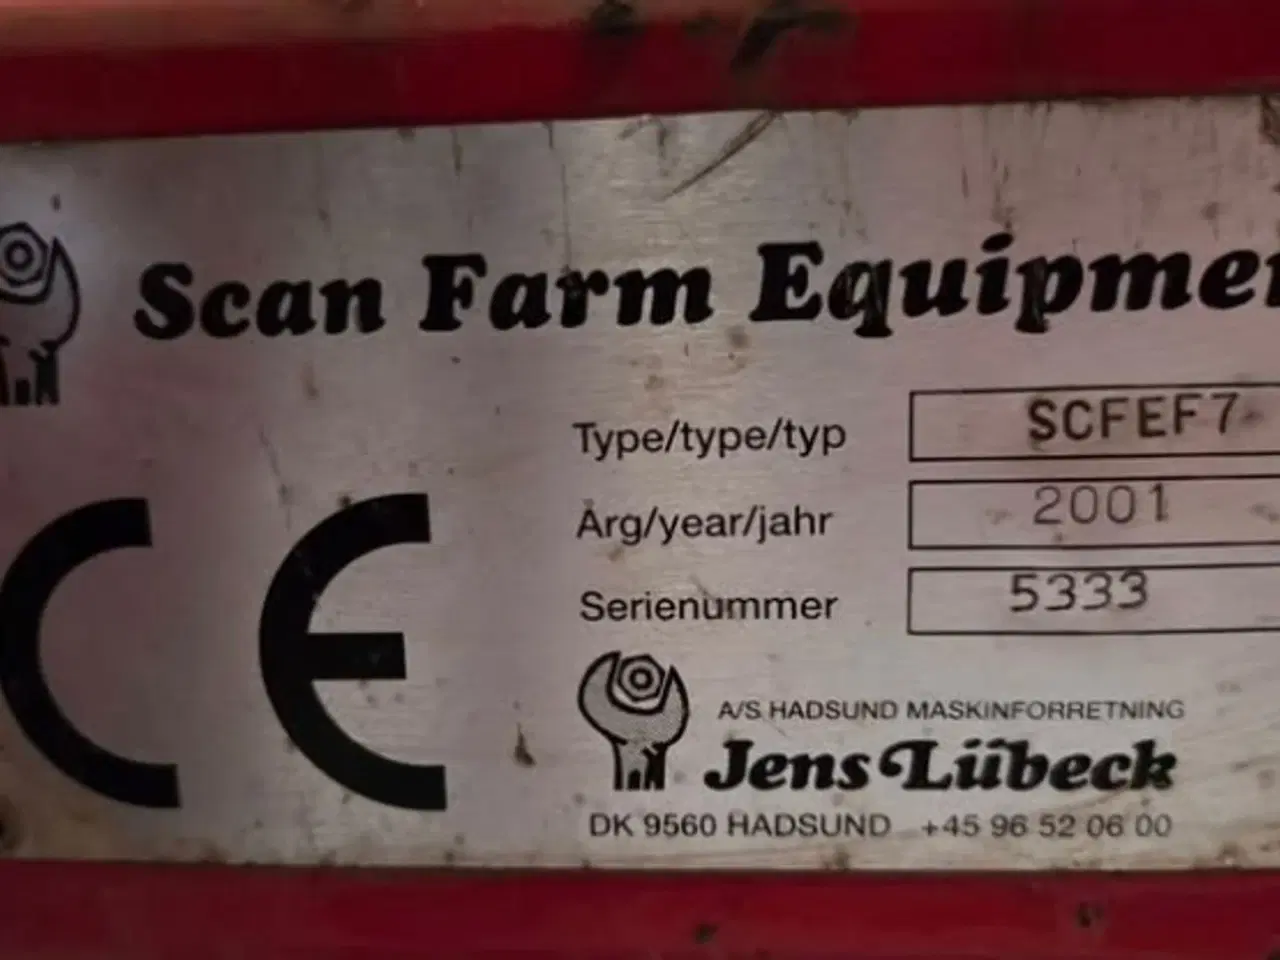 Scan Farm Equipmen
Type/type/typ SCFEF7
Årg/year/jahr 2001
Serienummer 5333
CE
A/S HADSUND MASKINFORRETNING
Jens Lübeck
DK 9560 HADSUND +45 96 52 06 00